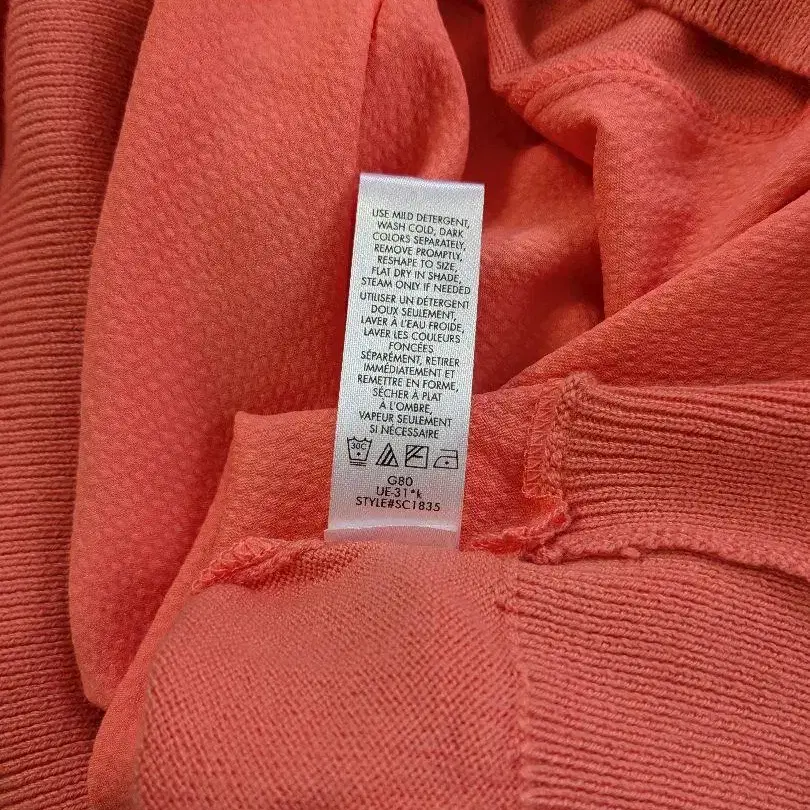 USE MILD DETERGENT,
WASH COLD, DARK
COLORS SEPARATELY,
REMOVE PROMPTLY,
RESHAPE TO SIZE,
FLAT DRY IN SHADE,
STEAM ONLY IF NEEDED
UTILISER UN DÉTERGENT
DOUX SEULEMENT,
LAVER À L'EAU FROIDE,
LAVER LES COULEURS
FONCÉES
SÉPARÉMENT, RETIRER
IMMÉDIATEMENT ET
REMETTRE EN FORME,
SÉCHER À PLAT
À L'OMBRE,
VAPEUR SEULEMENT
SI NÉCESSAIRE
30C
G80
UE-31*k
STYLE#SC1835